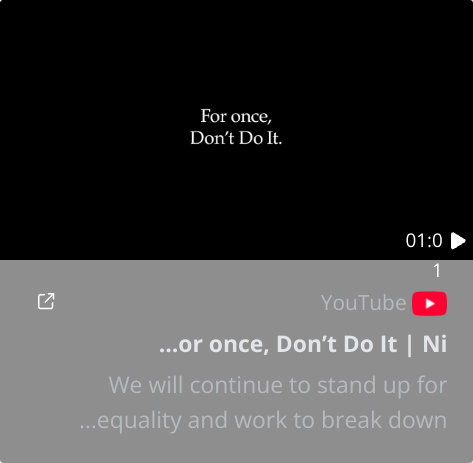 For once,
Don’t Do It.
01:0
1
YouTube
...or once, Don’t Do It | Ni
We will continue to stand up for
...equality and work to break down